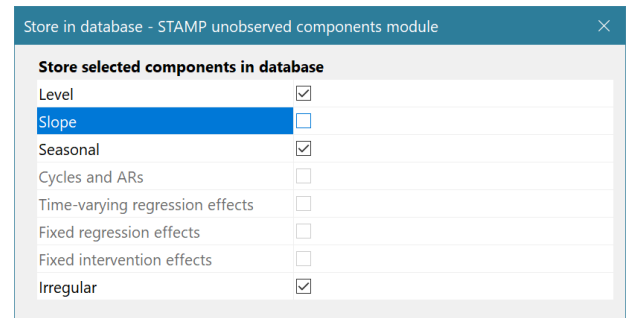 Store in database - STAMP unobserved components module
Store selected components in database
Level
Slope
Seasonal
Cycles and ARs
Time-varying regression effects
Fixed regression effects
Fixed intervention effects
Irregular